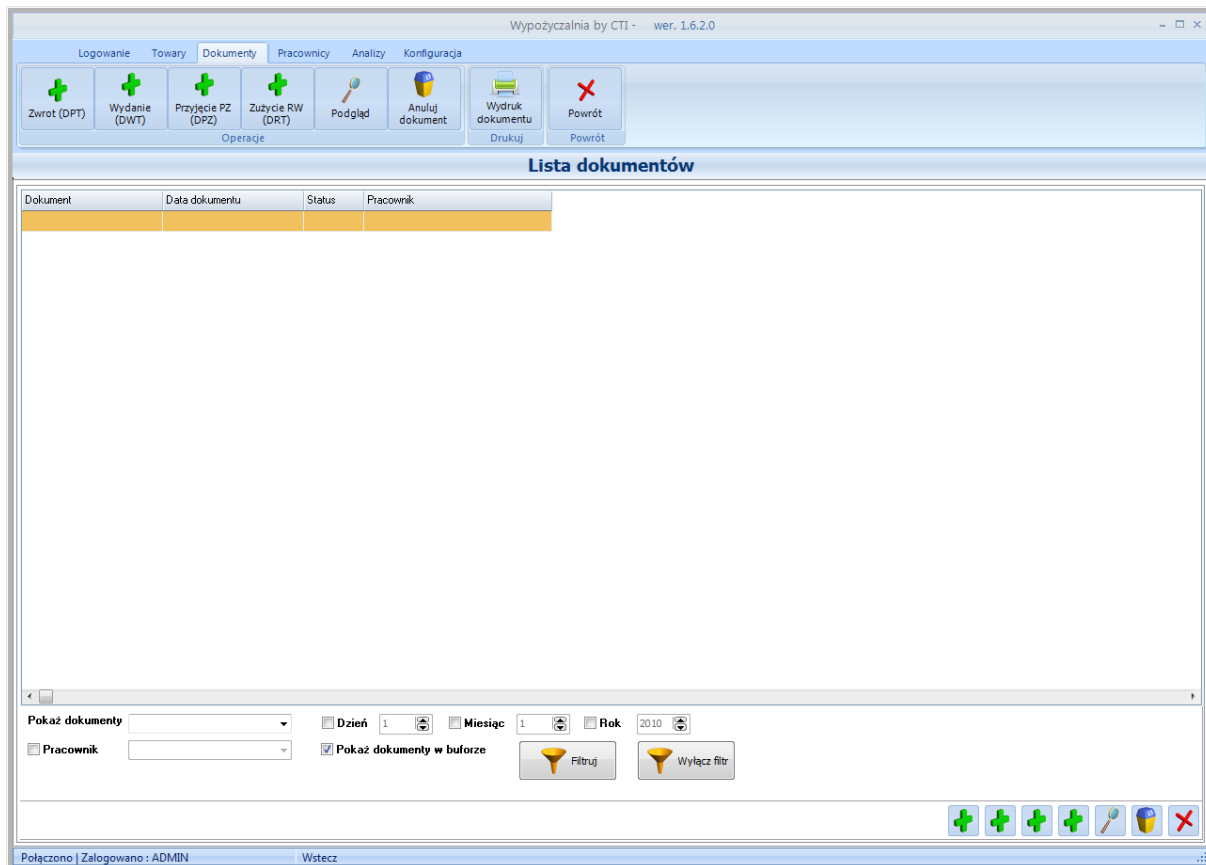 Wypożyczalnia by CTI - wer. 1.6.2.0
Logowanie Towary Dokumenty Pracownicy Analizy Konfiguracja
Zwrot (DPT)
Wydanie (DWT)
Przyjęcie PZ (DPZ)
Zużycie RW (DRT)
Podgląd
Anuluj dokument
Wydruk dokumentu
Powrót
Operacje Drukuj Powrót
Lista dokumentów
Dokument Data dokumentu Status Pracownik
Pokaż dokumenty Dzień 1 Miesiąc 1 Rok 2010
Pracownik Pokaż dokumenty w buforze Filtruj Wyłącz filtr
Połączono | Zalogowano : ADMIN Wstecz